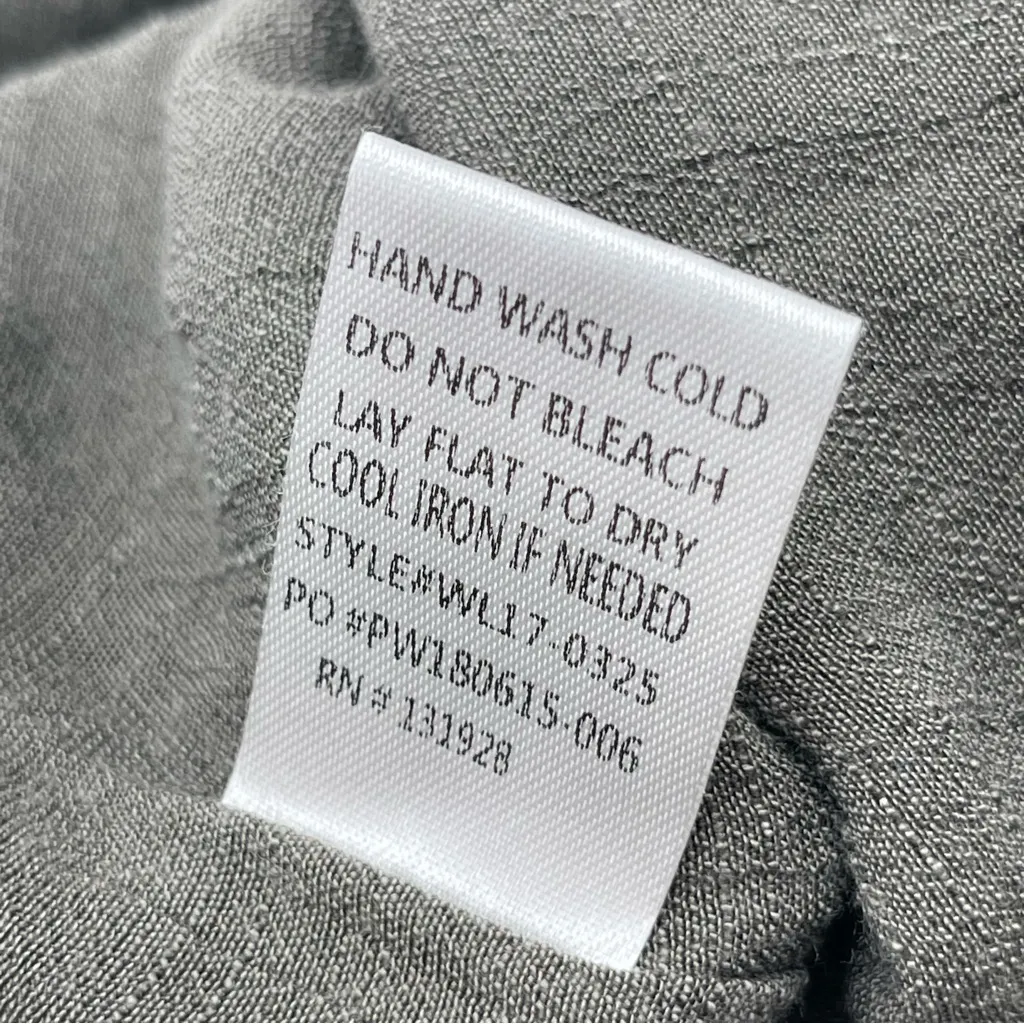 HAND WASH COLD
DO NOT BLEACH
LAY FLAT TO DRY
COOL IRON IF NEEDED
STYLE#WL17-0325
PO #PW180615-006
RN # 131928